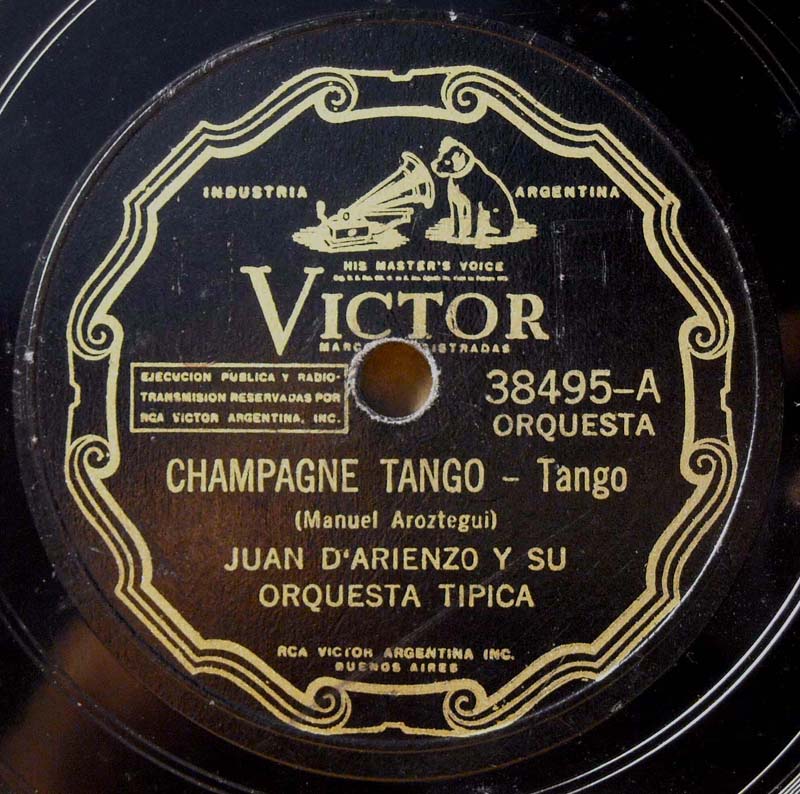 INDUSTRIA ARGENTINA
HIS MASTER'S VOICE
VICTOR
EJECUCION PUBLICA Y RADIO-
TRANSMISION RESERVADAS POR
RCA VICTOR ARGENTINA, INC.
38495-A
ORQUESTA
CHAMPAGNE TANGO - Tango
(Manuel Aroztegui)
JUAN D'ARIENZO Y SU
ORQUESTA TIPICA
RCA VICTOR ARGENTINA INC.
BUENOS AIRES